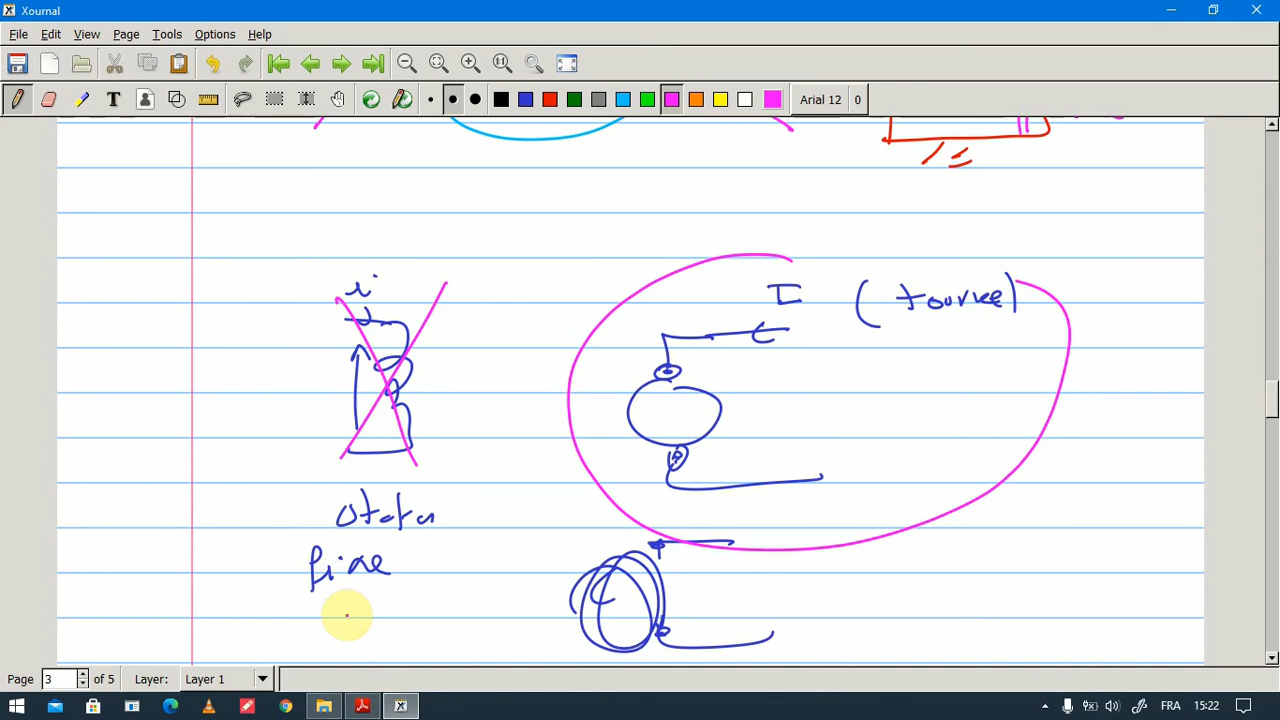 Xournal
File Edit View Page Tools Options Help
Arial 12 0
1 ≤
i
I (tourne)
Stator
fixe
Page 3 of 5 Layer: Layer 1
FRA 15:22